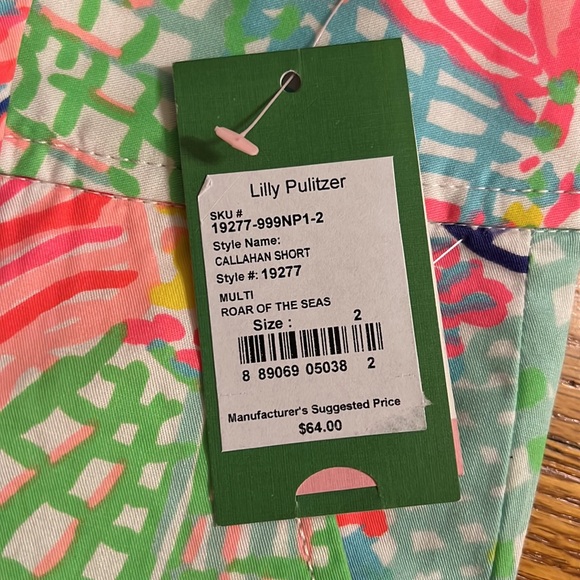 Lilly Pulitzer
SKU #
19277-999NP1-2
Style Name:
CALLAHAN SHORT
Style #: 19277
MULTI
ROAR OF THE SEAS
Size : 2
8 89069 05038 2
Manufacturer's Suggested Price
$64.00